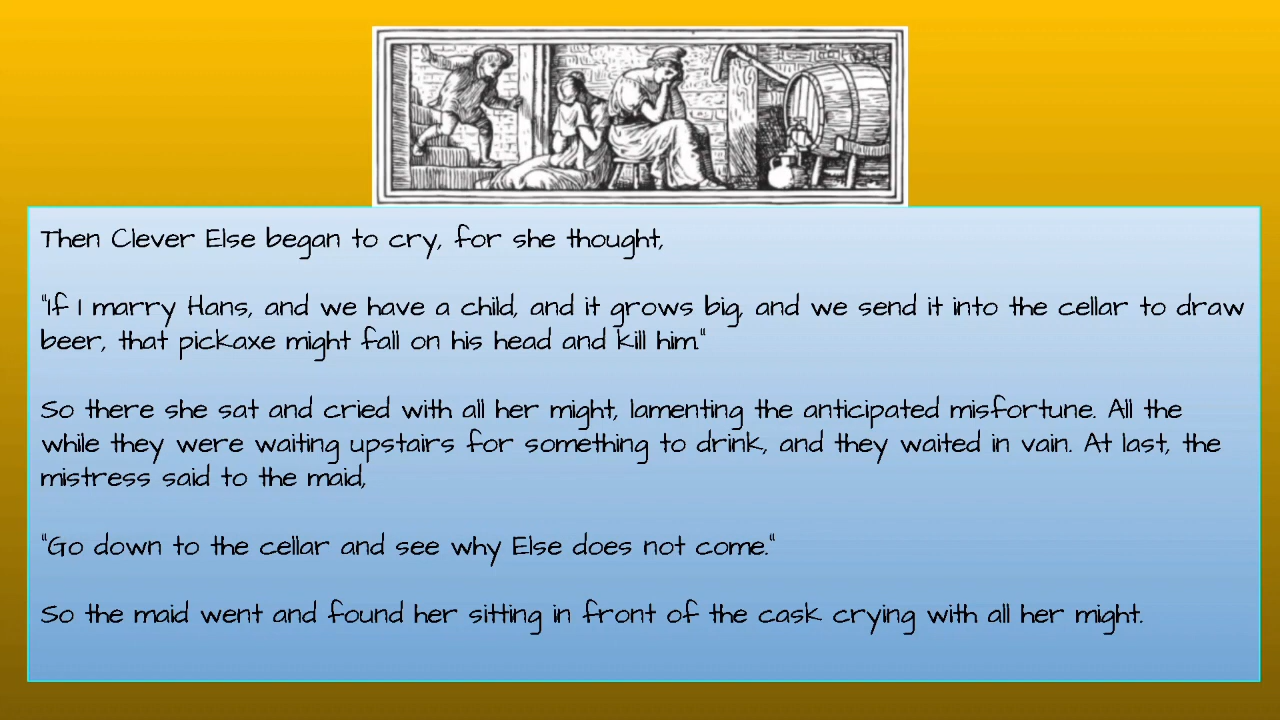 Then Clever Else began to cry, for she thought,
"If I marry Hans, and we have a child, and it grows big, and we send it into the cellar to draw
beer, that pickaxe might fall on his head and kill him."
So there she sat and cried with all her might, lamenting the anticipated misfortune. All the
while they were waiting upstairs for something to drink, and they waited in vain. At last, the
mistress said to the maid,
"Go down to the cellar and see why Else does not come."
So the maid went and found her sitting in front of the cask crying with all her might.